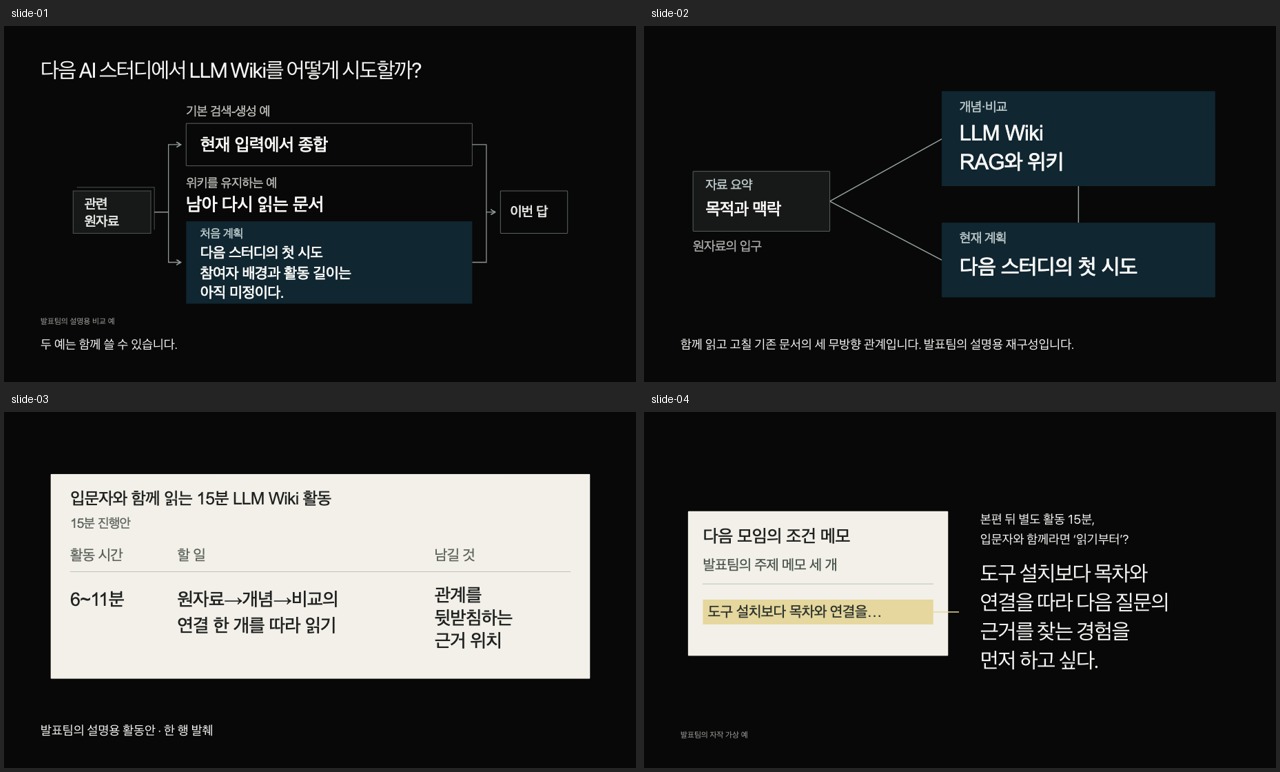 slide-01
다음 AI 스터디에서 LLM Wiki를 어떻게 시도할까?
기본 검색-생성 예
현재 입력에서 종합
위키를 유지하는 예
남아 다시 읽는 문서
관련
원자료
처음 계획
다음 스터디의 첫 시도
참여자 배경과 활동 길이는
아직 미정이다.
이번 답
발표팀의 설명용 비교 예
두 예는 함께 쓸 수 있습니다.
slide-02
개념·비교
LLM Wiki
RAG와 위키
자료 요약
목적과 맥락
원자료의 입구
현재 계획
다음 스터디의 첫 시도
함께 읽고 고칠 기존 문서의 세 무방향 관계입니다. 발표팀의 설명용 재구성입니다.
slide-03
입문자와 함께 읽는 15분 LLM Wiki 활동
15분 진행안
활동 시간 할 일 남길 것
6~11분
원자료→개념→비교의
연결 한 개를 따라 읽기
관계를
뒷받침하는
근거 위치
발표팀의 설명용 활동안 · 한 행 발췌
slide-04
다음 모임의 조건 메모
발표팀의 주제 메모 세 개
도구 설치보다 목차와 연결을…
본편 뒤 별도 활동 15분,
입문자와 함께라면 ‘읽기부터’?
도구 설치보다 목차와
연결을 따라 다음 질문의
근거를 찾는 경험을
먼저 하고 싶다.
발표팀의 자작 가상 예